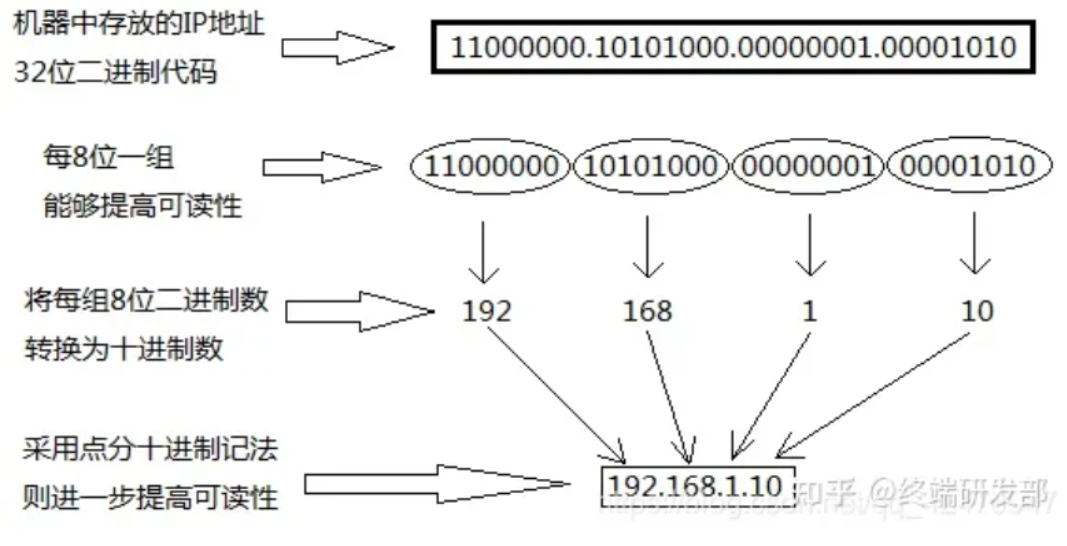 机器中存放的IP地址
32位二进制代码
11000000.10101000.00000001.00001010
每8位一组
能够提高可读性
11000000 10101000 00000001 00001010
将每组8位二进制数
转换为十进制数
192 168 1 10
采用点分十进制记法
则进一步提高可读性
192.168.1.10
知乎 @终端研发部